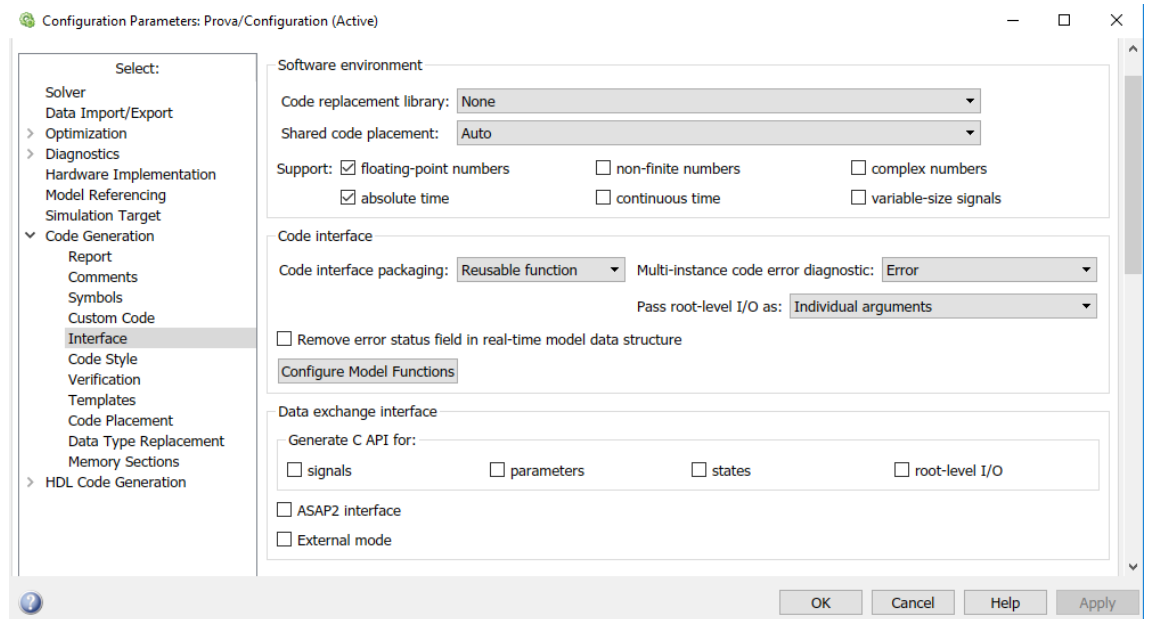 Configuration Parameters: Prova/Configuration (Active)
Select:
Solver
Data Import/Export
Optimization
Diagnostics
Hardware Implementation
Model Referencing
Simulation Target
Code Generation
Report
Comments
Symbols
Custom Code
Interface
Code Style
Verification
Templates
Code Placement
Data Type Replacement
Memory Sections
HDL Code Generation
Software environment
Code replacement library: None
Shared code placement: Auto
Support: floating-point numbers non-finite numbers complex numbers
absolute time continuous time variable-size signals
Code interface
Code interface packaging: Reusable function Multi-instance code error diagnostic: Error
Pass root-level I/O as: Individual arguments
Remove error status field in real-time model data structure
Configure Model Functions
Data exchange interface
Generate C API for:
signals parameters states root-level I/O
ASAP2 interface
External mode
? OK Cancel Help Apply